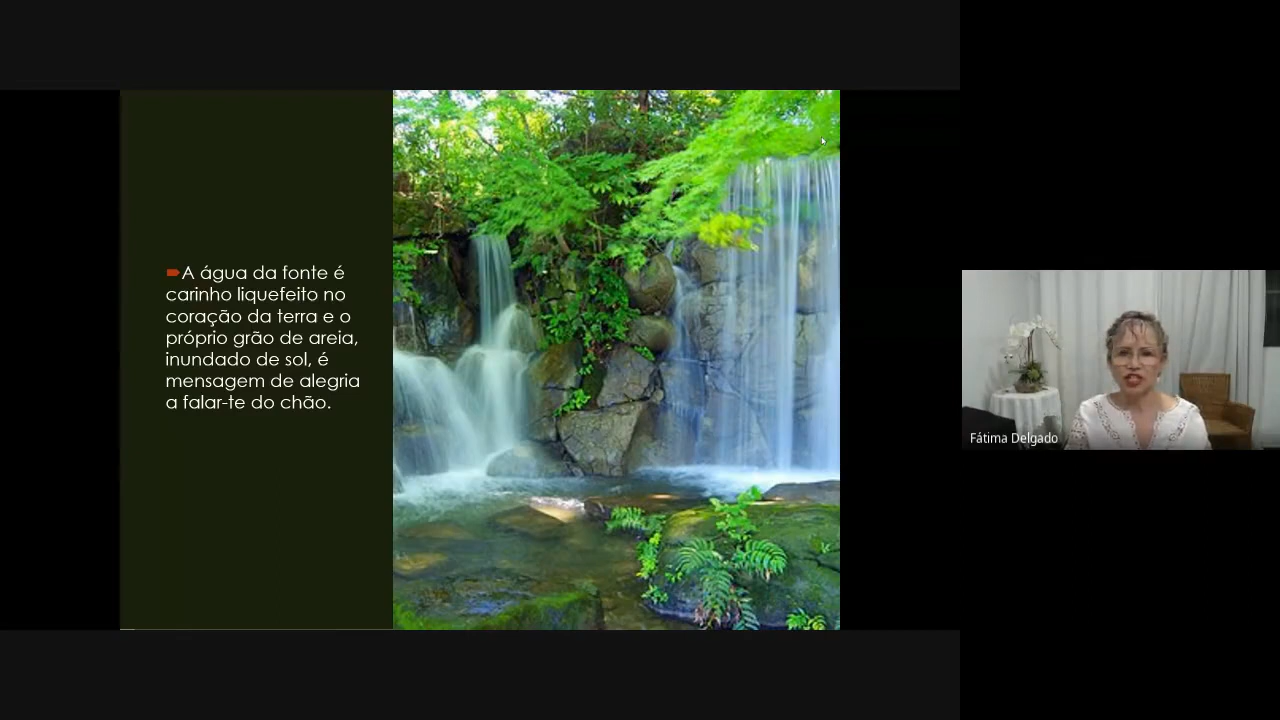 A água da fonte é
carinho liquefeito no
coração da terra e o
próprio grão de areia,
inundado de sol, é
mensagem de alegria
a falar-te do chão.
Fátima Delgado